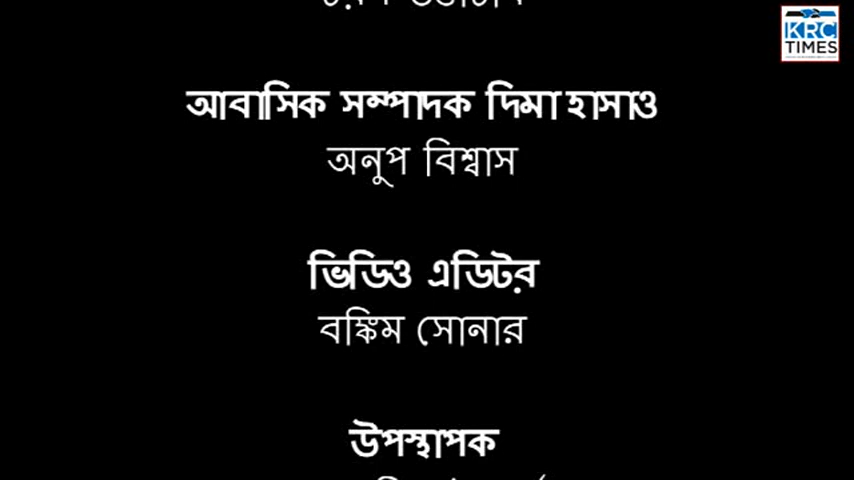 KRC
TIMES
আবাসিক সম্পাদক দিমা হাসাও
অনুপ বিশ্বাস
ভিডিও এডিটর
বঙ্কিম সোনার
উপস্থাপক